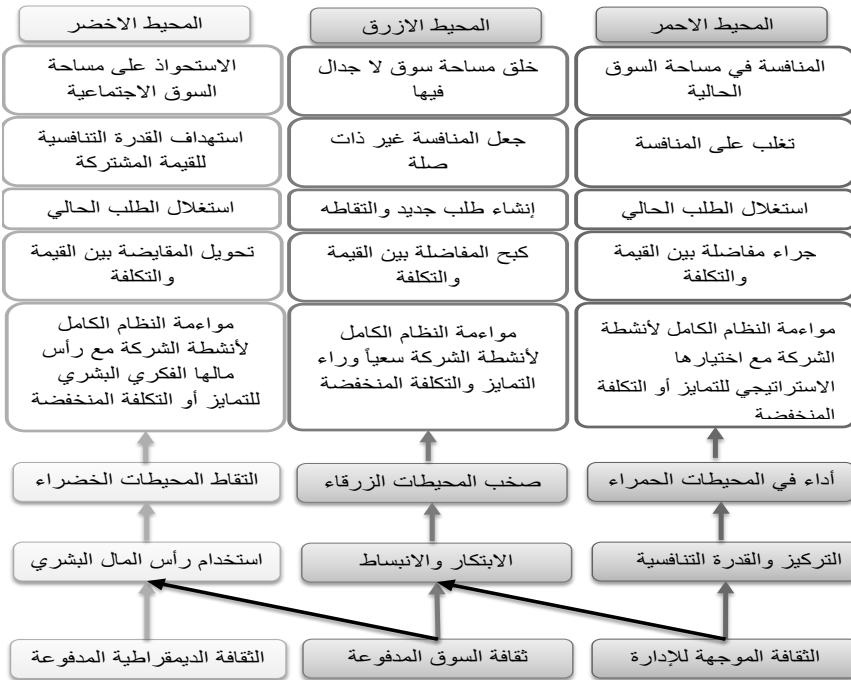 المحيط الاحمر
المحيط الازرق
المحيط الاخضر
المنافسة في مساحة السوق
الحالية
خلق مساحة سوق لا جدال
فيها
الاستحواذ على مساحة
السوق الاجتماعية
تغلب على المنافسة
جعل المنافسة غير ذات
صلة
استهداف القدرة التنافسية
للقيمة المشتركة
استغلال الطلب الحالي
إنشاء طلب جديد والتقاطه
استغلال الطلب الحالي
جراء مفاضلة بين القيمة
والتكلفة
كبح المفاضلة بين القيمة
والتكلفة
تحويل المقايضة بين القيمة
والتكلفة
مواءمة النظام الكامل لأنشطة
الشركة مع اختيارها
الاستراتيجي للتمايز أو التكلفة
المنخفضة
مواءمة النظام الكامل
لأنشطة الشركة سعياً وراء
التمايز والتكلفة المنخفضة
مواءمة النظام الكامل
لأنشطة الشركة مع رأس
مالها الفكري البشري
للتمايز أو التكلفة المنخفضة
أداء في المحيطات الحمراء
صخب المحيطات الزرقاء
التقاط المحيطات الخضراء
التركيز والقدرة التنافسية
الابتكار والانبساط
استخدام رأس المال البشري
الثقافة الموجهة للإدارة
ثقافة السوق المدفوعة
الثقافة الديمقراطية المدفوعة